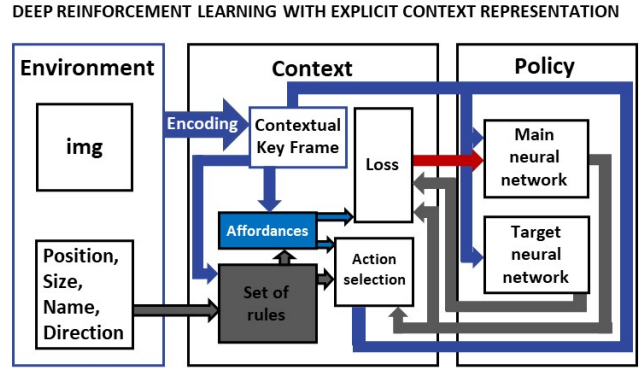 DEEP REINFORCEMENT LEARNING WITH EXPLICIT CONTEXT REPRESENTATION
Environment
Context
Policy
img
Encoding
Contextual
Key Frame
Loss
Main
neural
network
Affordances
Target
neural
network
Position,
Size,
Name,
Direction
Set of
rules
Action
selection